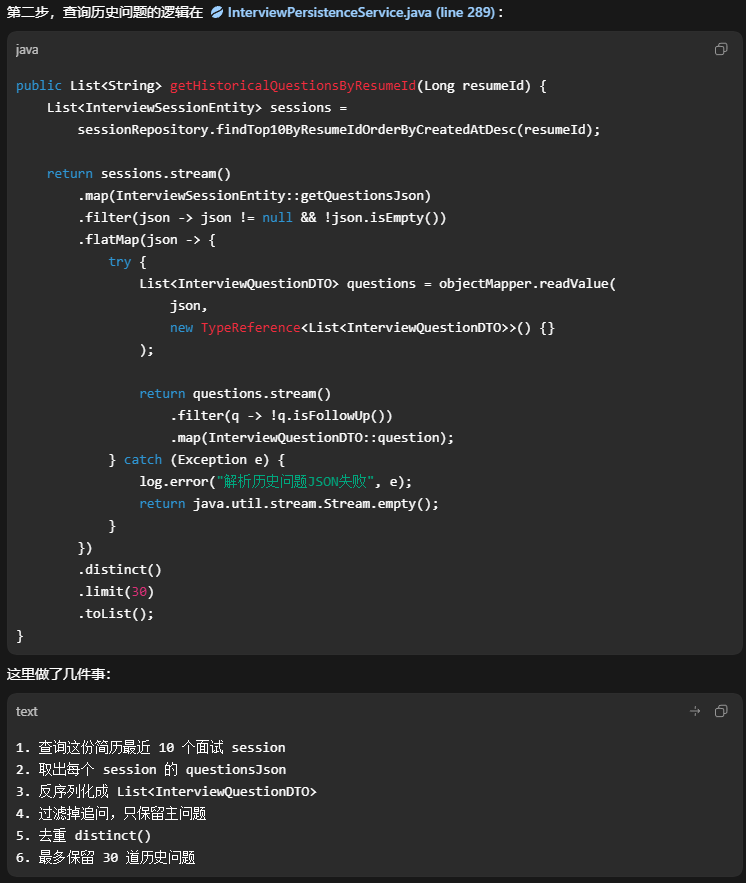 第二步，查询历史问题的逻辑在 InterviewPersistenceService.java (line 289)：
java
public List<String> getHistoricalQuestionsByResumeId(Long resumeId) {
    List<InterviewSessionEntity> sessions =
        sessionRepository.findTop10ByResumeIdOrderByCreatedAtDesc(resumeId);

    return sessions.stream()
        .map(InterviewSessionEntity::getQuestionsJson)
        .filter(json -> json != null && !json.isEmpty())
        .flatMap(json -> {
            try {
                List<InterviewQuestionDTO> questions = objectMapper.readValue(
                    json,
                    new TypeReference<List<InterviewQuestionDTO>>() {}
                );

                return questions.stream()
                    .filter(q -> !q.isFollowUp())
                    .map(InterviewQuestionDTO::question);
            } catch (Exception e) {
                log.error("解析历史问题JSON失败", e);
                return java.util.stream.Stream.empty();
            }
        })
        .distinct()
        .limit(30)
        .toList();
}
这里做了几件事：
text
1. 查询这份简历最近 10 个面试 session
2. 取出每个 session 的 questionsJson
3. 反序列化成 List<InterviewQuestionDTO>
4. 过滤掉追问，只保留主问题
5. 去重 distinct()
6. 最多保留 30 道历史问题